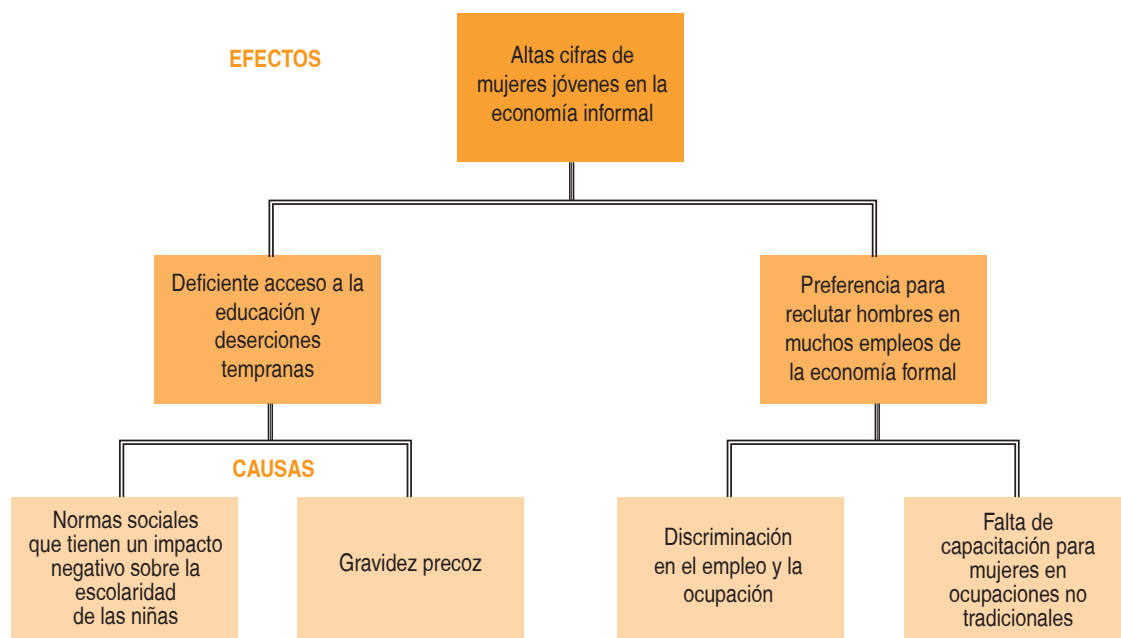 EFECTOS
Altas cifras de
mujeres jóvenes en la
economía informal
Deficiente acceso a la
educación y
deserciones
tempranas
Preferencia para
reclutar hombres en
muchos empleos de
la economía formal
CAUSAS
Normas sociales
que tienen un impacto
negativo sobre la
escolaridad
de las niñas
Gravidez precoz
Discriminación
en el empleo y la
ocupación
Falta de
capacitación para
mujeres en
ocupaciones no
tradicionales